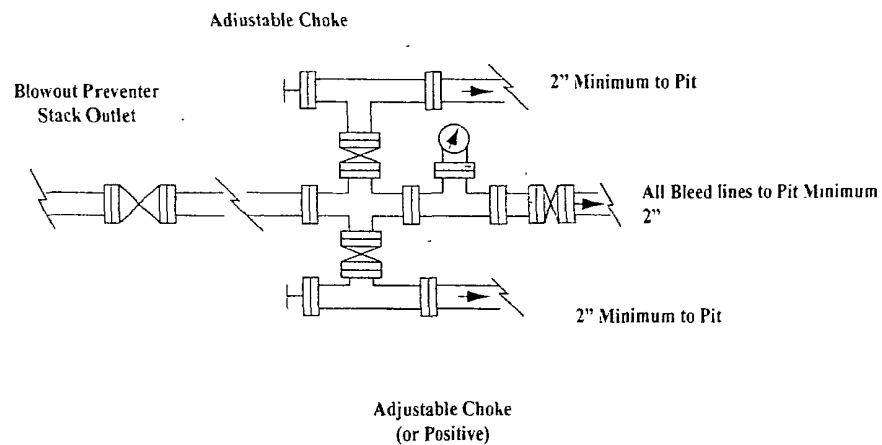 Adjustable Choke
2" Minimum to Pit
Blowout Preventer
Stack Outlet
All Bleed lines to Pit Minimum
2"
2" Minimum to Pit
Adjustable Choke
(or Positive)